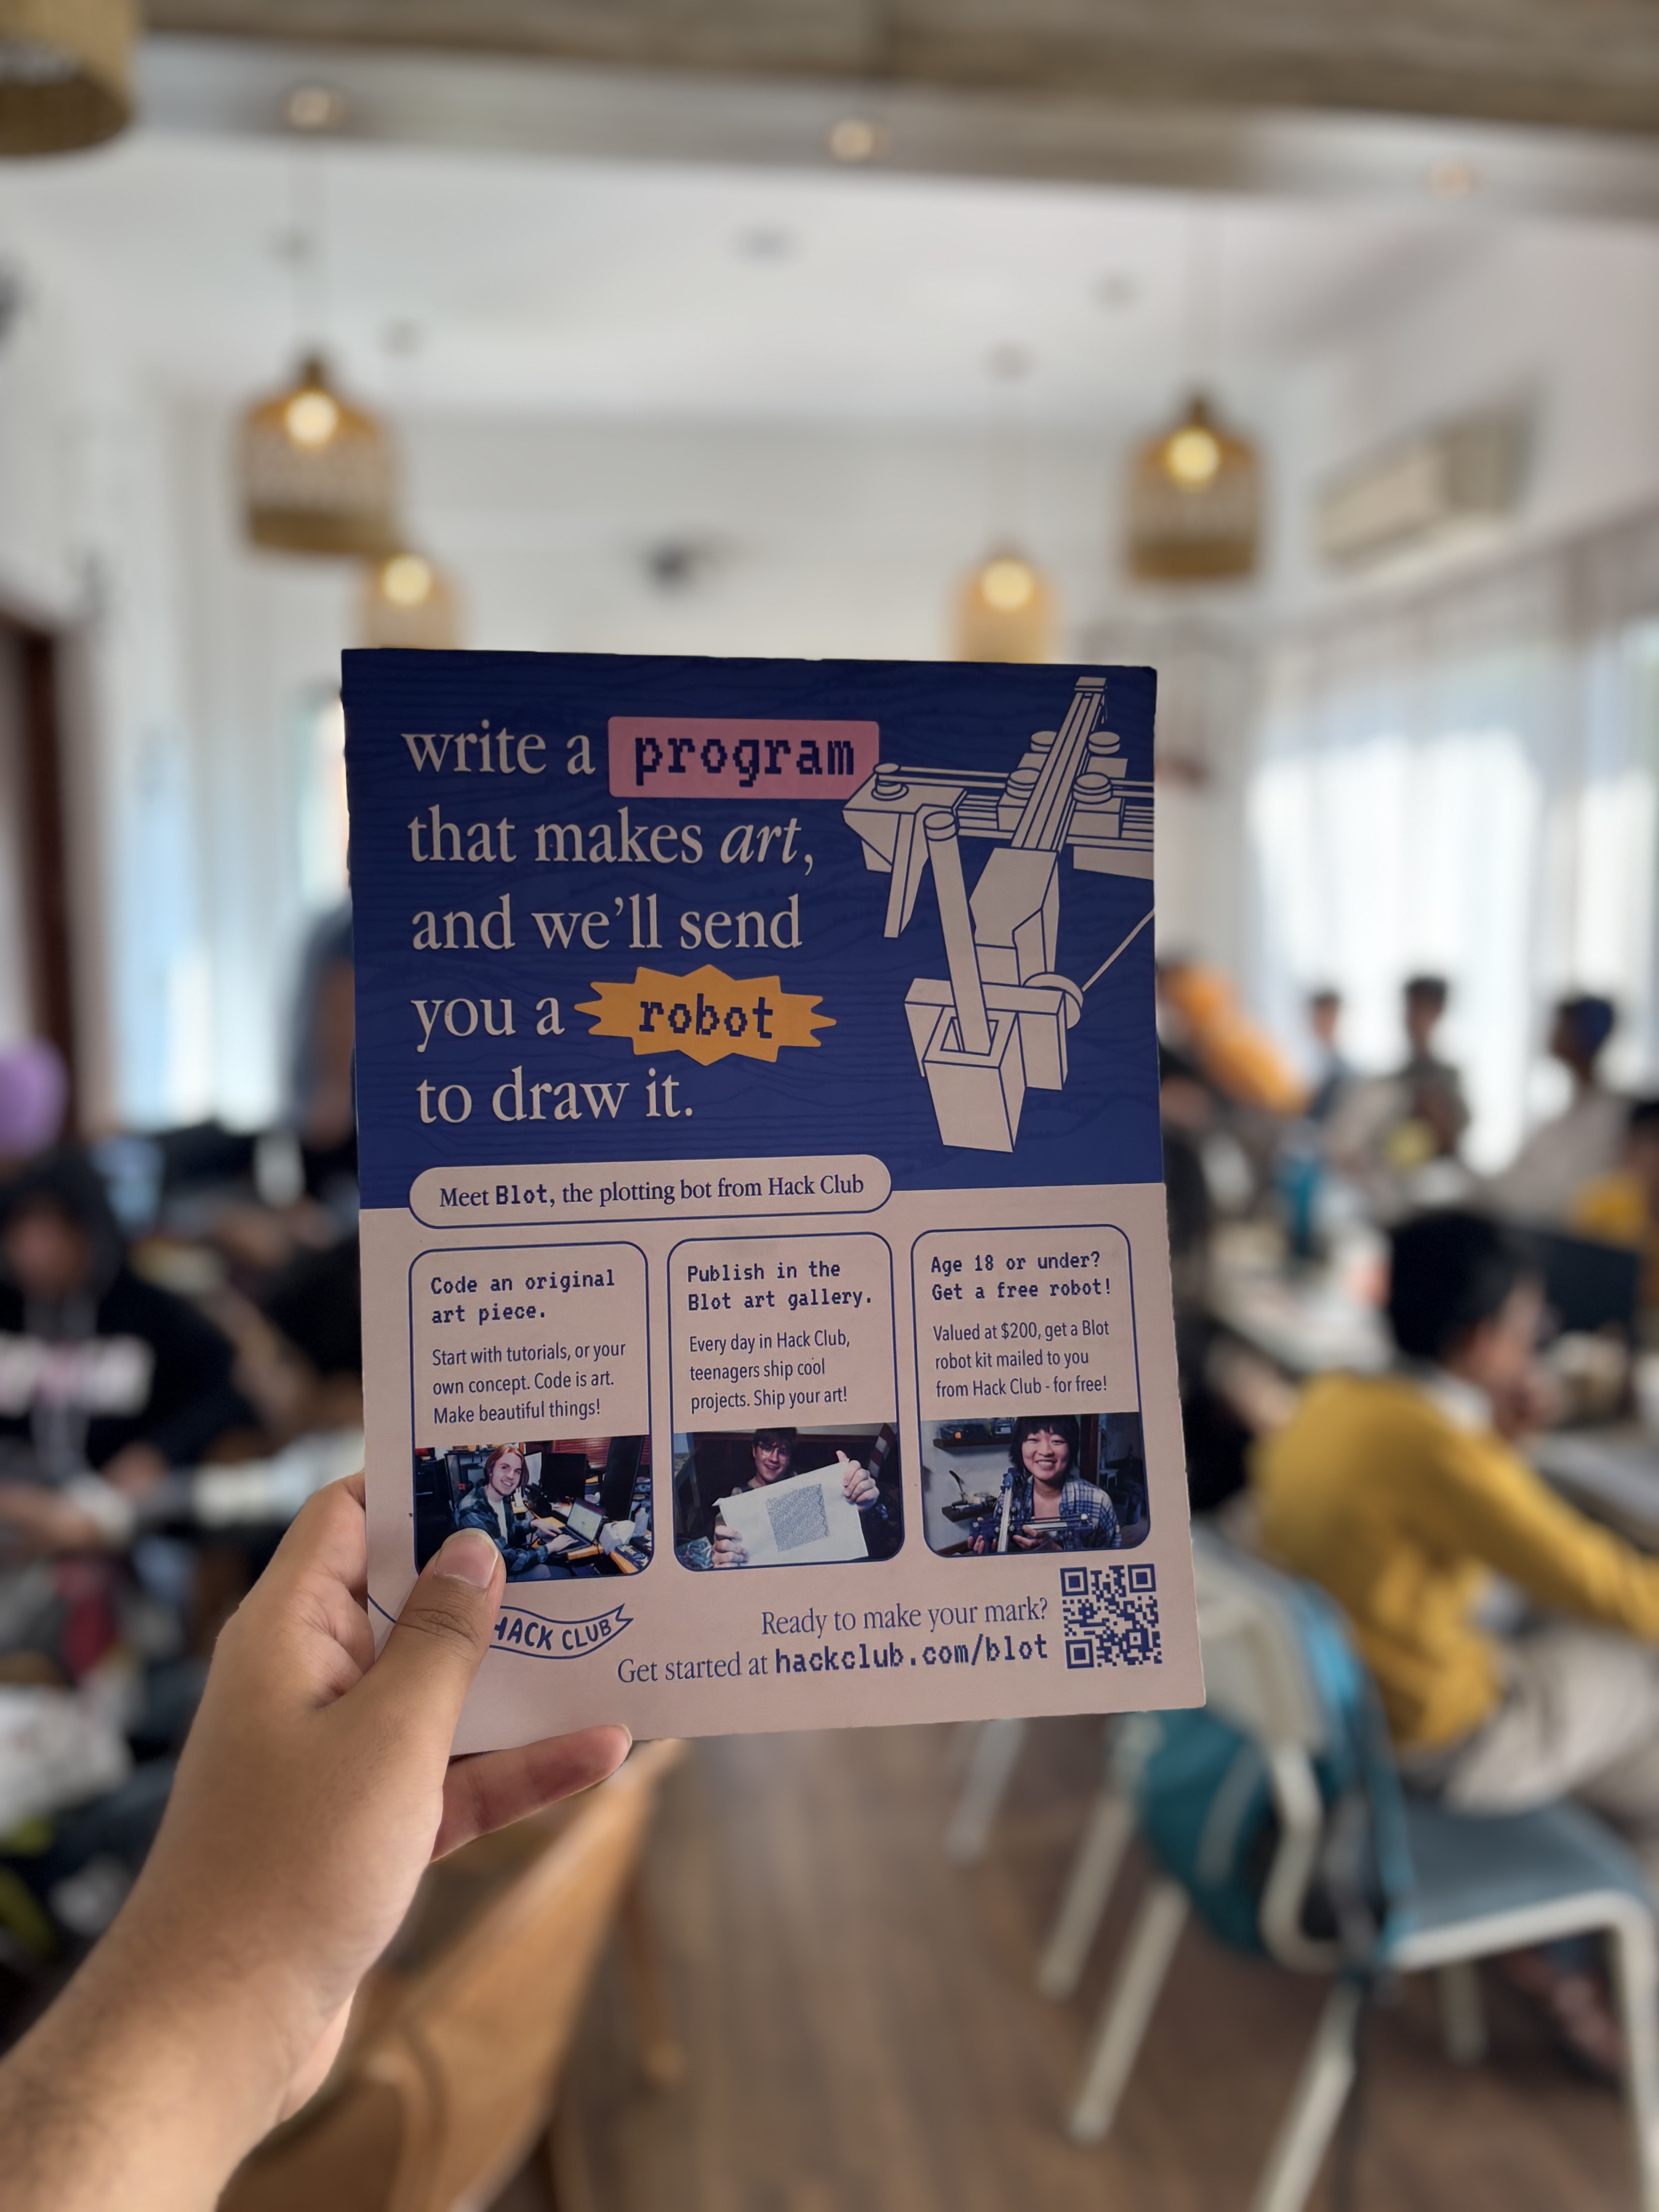 write a program
that makes art,
and we'll send
you a robot
to draw it.
Meet Blot, the plotting bot from Hack Club
Code an original
art piece.
Start with tutorials, or your
own concept. Code is art.
Make beautiful things!
Publish in the
Blot art gallery.
Every day in Hack Club,
teenagers ship cool
projects. Ship your art!
Age 18 or under?
Get a free robot!
Valued at $200, get a Blot
robot kit mailed to you
from Hack Club - for free!
HACK CLUB
Ready to make your mark?
Get started at hackclub.com/blot